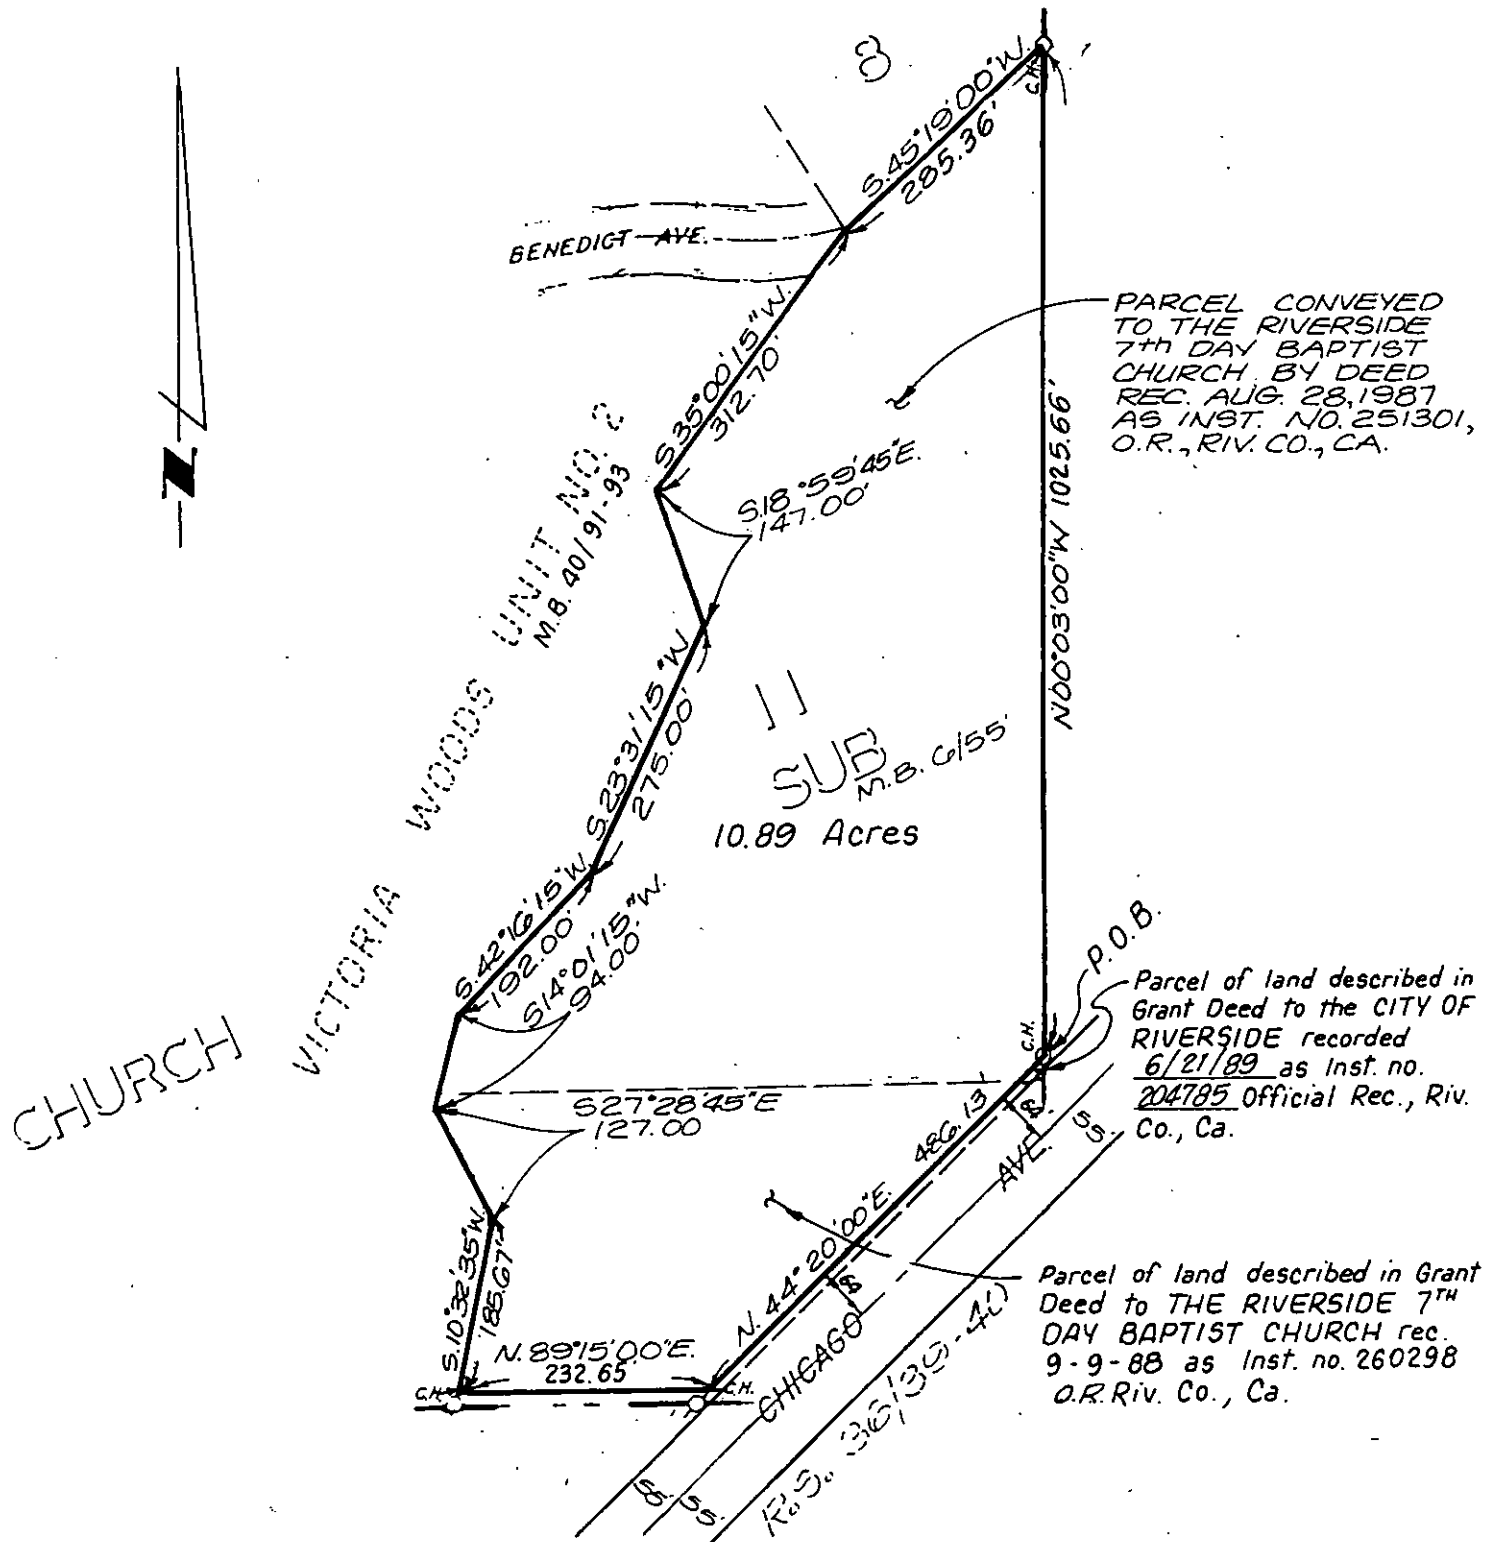 8
S.45°19'00"W.
285.36'
C.H.
BENEDICT AVE.
PARCEL CONVEYED
TO THE RIVERSIDE
7th DAY BAPTIST
CHURCH BY DEED
REC. AUG. 28,1987
AS INST. NO. 251301,
O.R., RIV. CO., CA.
S.35°00'15"W.
312.70'
N
UNIT NO. 2
M.B. 40/91-93
S.18°59'45"E.
147.00'
N00°03'00"W 1025.66'
S.23°31'15"W
275.00'
11
SUB
M.B. 6/55
10.89 Acres
VICTORIA WOODS
S.42°16'15"W.
192.00'
S14°01'15"W.
94.00'
P.O.B.
C.H.
Parcel of land described in
Grant Deed to the CITY OF
RIVERSIDE recorded
6/21/89 as Inst. no.
204785 Official Rec., Riv.
Co., Ca.
CHURCH
S27°28'45"E
127.00
N. 44°20'00"E. 486.13'
AVE.
55.
S.10°32'35"W.
185.67'
N.89°15'00"E.
232.65
C.H.
C.H.
CHICAGO
R.S. 36/39-40
Parcel of land described in Grant
Deed to THE RIVERSIDE 7TH
DAY BAPTIST CHURCH rec.
9-9-88 as Inst. no. 260298
O.R. Riv. Co., Ca.
55.
55.